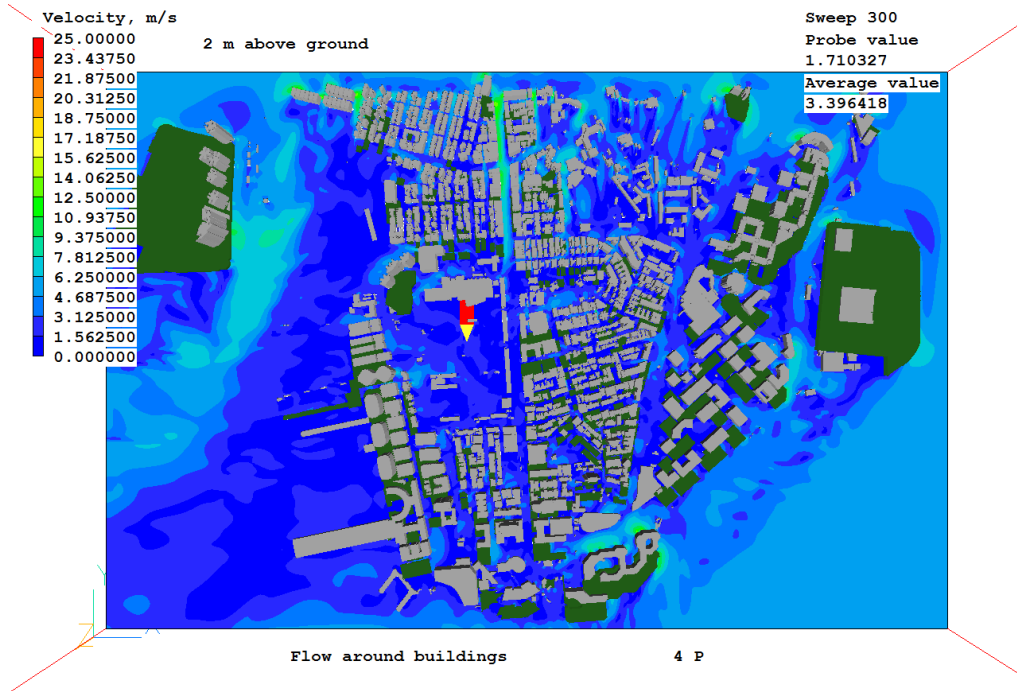 Velocity, m/s
25.00000
23.43750
21.87500
20.31250
18.75000
17.18750
15.62500
14.06250
12.50000
10.93750
9.375000
7.812500
6.250000
4.687500
3.125000
1.562500
0.000000
2 m above ground
Sweep 300
Probe value
1.710327
Average value
3.396418
Flow around buildings
4 P